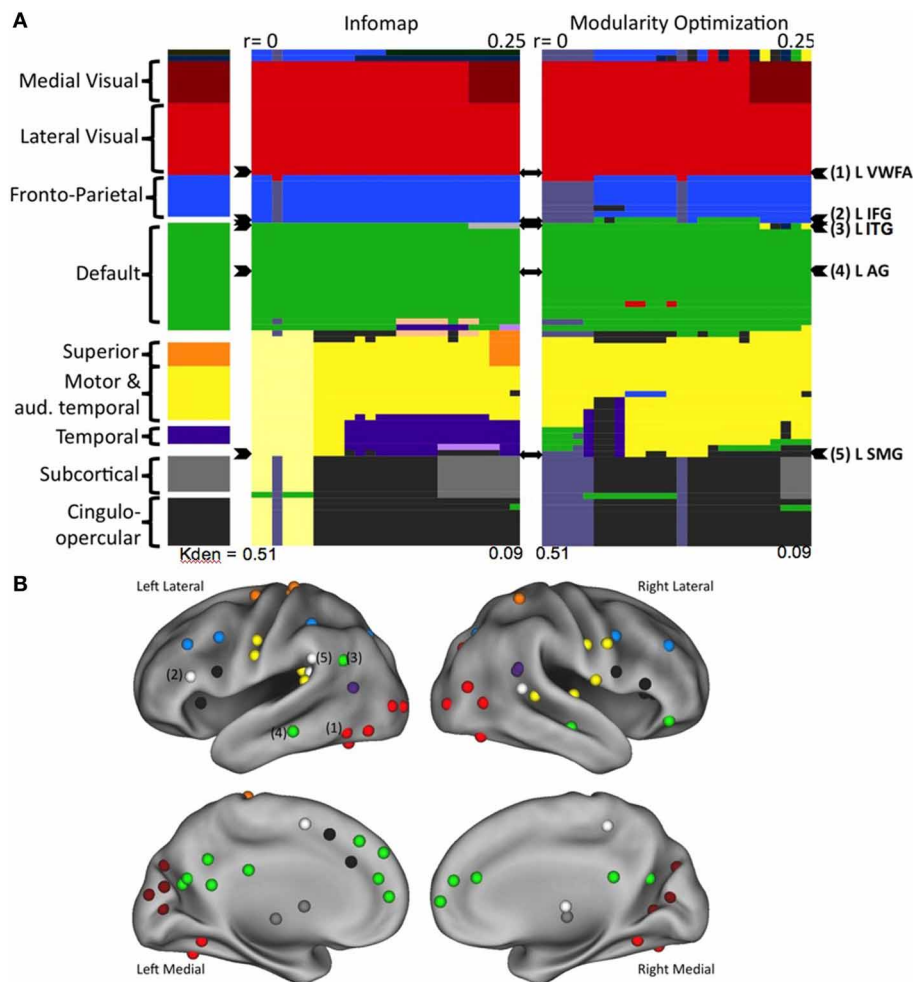 A
Infomap
Modularity Optimization
r= 0
0.25
r= 0
0.25
Medial Visual
Lateral Visual
(1) L VWFA
Fronto-Parietal
(2) L IFG
(3) L ITG
Default
(4) L AG
Superior
Motor &
aud. temporal
Temporal
(5) L SMG
Subcortical
Cingulo-
opercular
Kden = 0.51
0.09
0.51
0.09
B
Left Lateral
Right Lateral
(5)
(3)
(2)
(4)
(1)
Left Medial
Right Medial